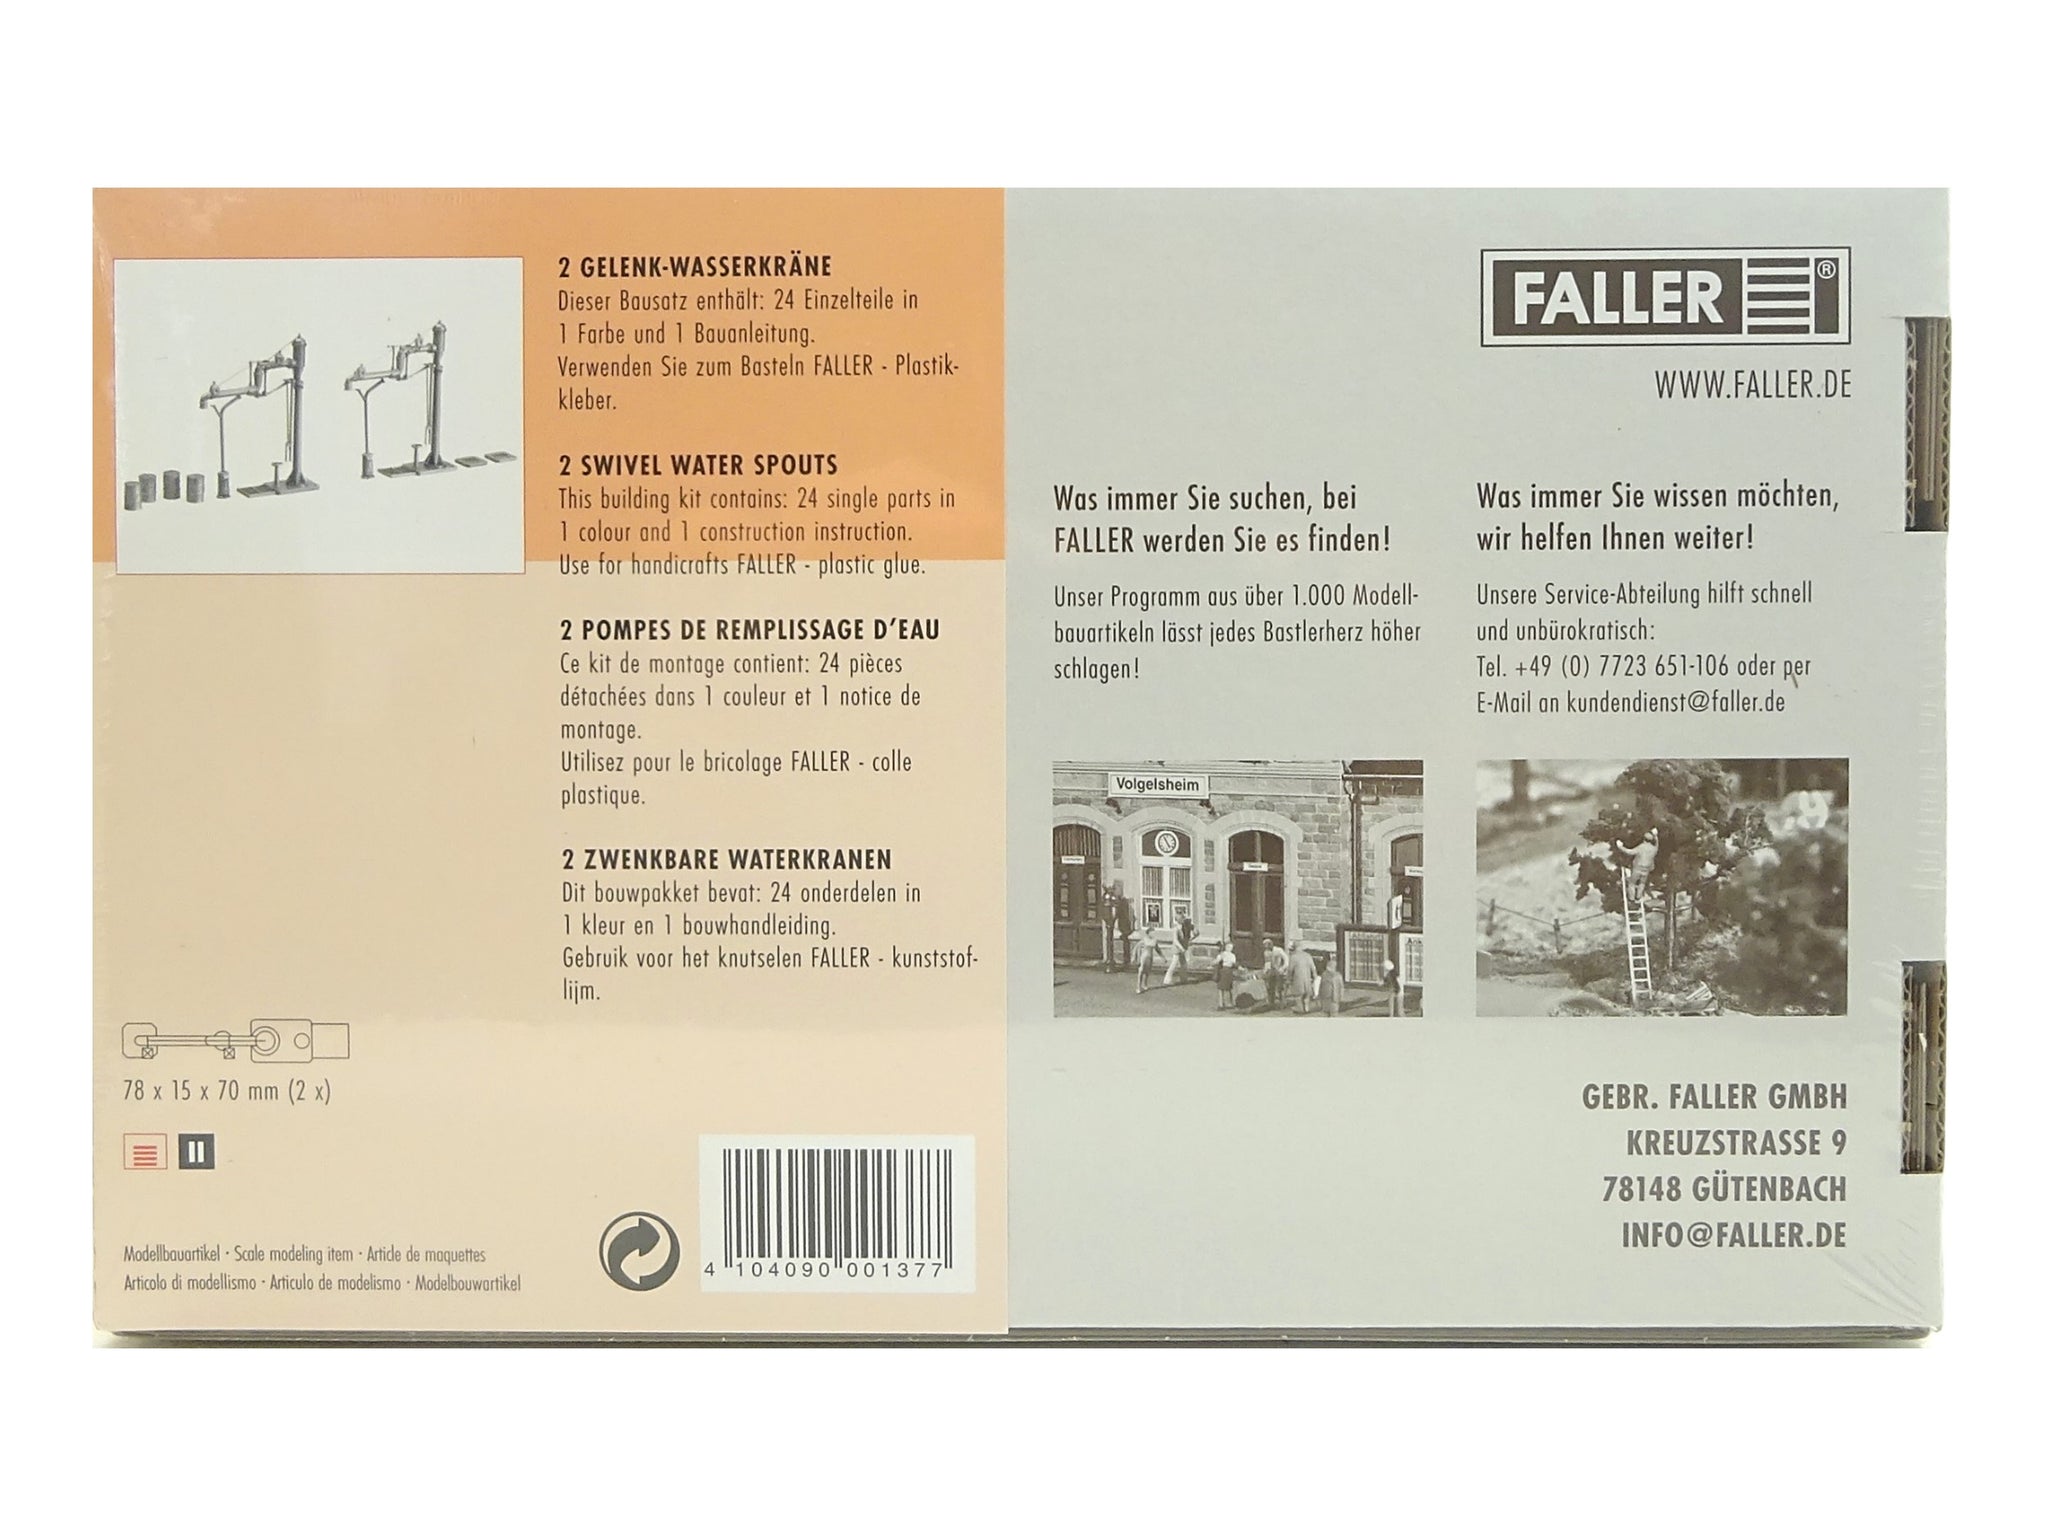 2 GELENK-WASSERKRÄNE
Dieser Bausatz enthält: 24 Einzelteile in
1 Farbe und 1 Bauanleitung.
Verwenden Sie zum Basteln FALLER - Plastik-
kleber.
2 SWIVEL WATER SPOUTS
This building kit contains: 24 single parts in
1 colour and 1 construction instruction.
Use for handicrafts FALLER - plastic glue.
2 POMPES DE REMPLISSAGE D'EAU
Ce kit de montage contient: 24 pièces
détachées dans 1 couleur et 1 notice de
montage.
Utilisez pour le bricolage FALLER - colle
plastique.
2 ZWENKBARE WATERKRANEN
Dit bouwpakket bevat: 24 onderdelen in
1 kleur en 1 bouwhandleiding.
Gebruik voor het knutselen FALLER - kunststof-
lijm.
78 x 15 x 70 mm (2 x)
II
Modellbauartikel · Scale modeling item · Article de maquettes
Articolo di modellismo · Articulo de modelismo · Modelbouwartikel
4 104090 001377
FALLER ®
WWW.FALLER.DE
Was immer Sie suchen, bei
FALLER werden Sie es finden!
Unser Programm aus über 1.000 Modell-
bauartikeln lässt jedes Bastlerherz höher
schlagen!
Was immer Sie wissen möchten,
wir helfen Ihnen weiter!
Unsere Service-Abteilung hilft schnell
und unbürokratisch:
Tel. +49 (0) 7723 651-106 oder per
E-Mail an kundendienst@faller.de
Volgelsheim
GEBR. FALLER GMBH
KREUZSTRASSE 9
78148 GÜTENBACH
INFO@FALLER.DE